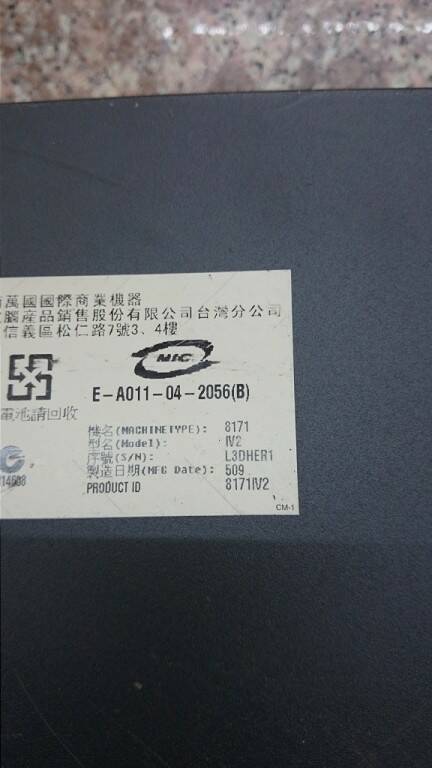 萬國國際商業機器
腦產品銷售股份有限公司台灣分公司
信義區松仁路7號3、4樓
NIC
E-A011-04-2056(B)
電池請回收
機名(MACHINETYPE): 8171
型名(Model): IV2
序號(S/N): L3DHER1
製造日期(MFG Date): 509
PRODUCT ID 8171IV2
CM-1